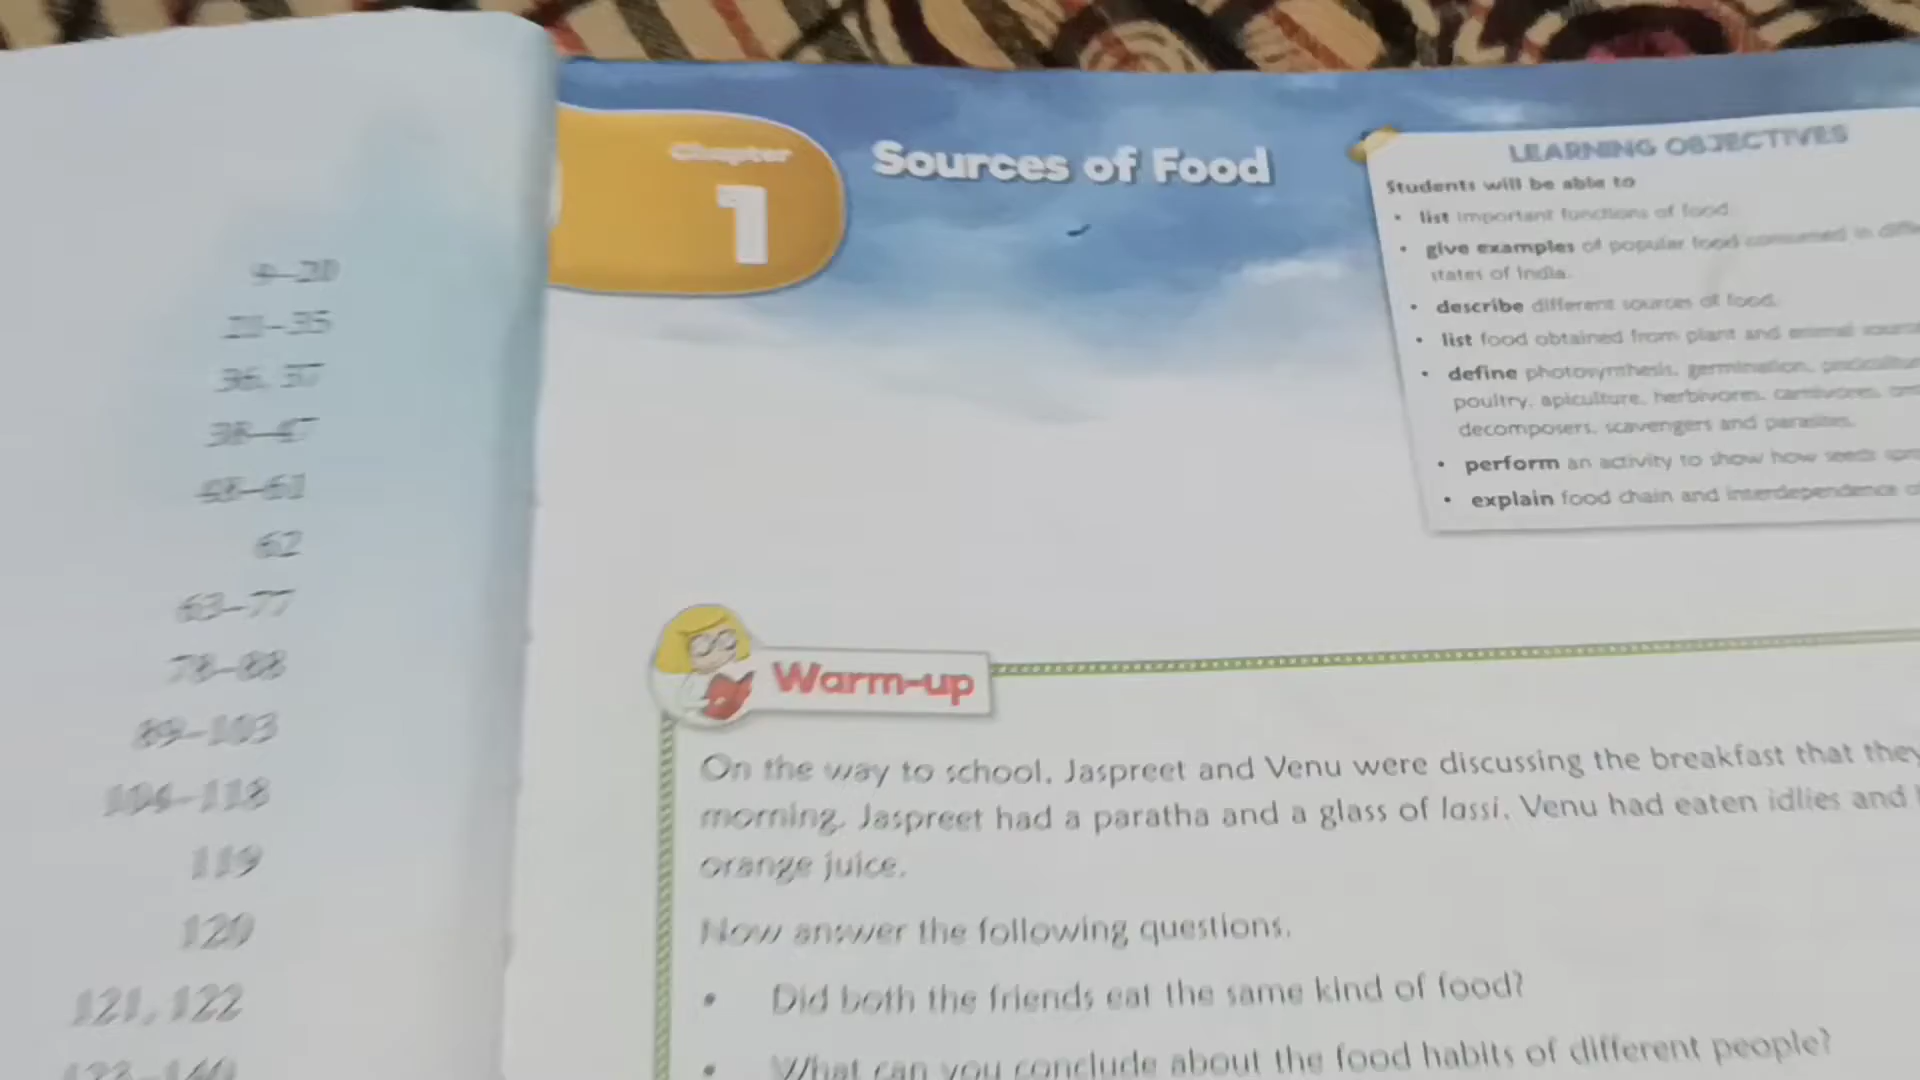 9–20
21–35
36, 37
38–47
48–61
62
63–77
78–88
89–103
104–118
119
120
121, 122
Chapter
1
Sources of Food
LEARNING OBJECTIVES
Students will be able to
• list important functions of food.
• give examples of popular food consumed in
states of India.
• describe different sources of food.
• list food obtained from plant and animal
• define photosynthesis, germination,
poultry, apiculture, herbivores, carnivores,
decomposers, scavengers and parasites.
• perform an activity to show how seeds
• explain food chain and interdependence
Warm-up
On the way to school, Jaspreet and Venu were discussing the breakfast that they
morning. Jaspreet had a paratha and a glass of lassi. Venu had eaten idlies and
orange juice.
Now answer the following questions.
• Did both the friends eat the same kind of food?
• What can you conclude about the food habits of different people?